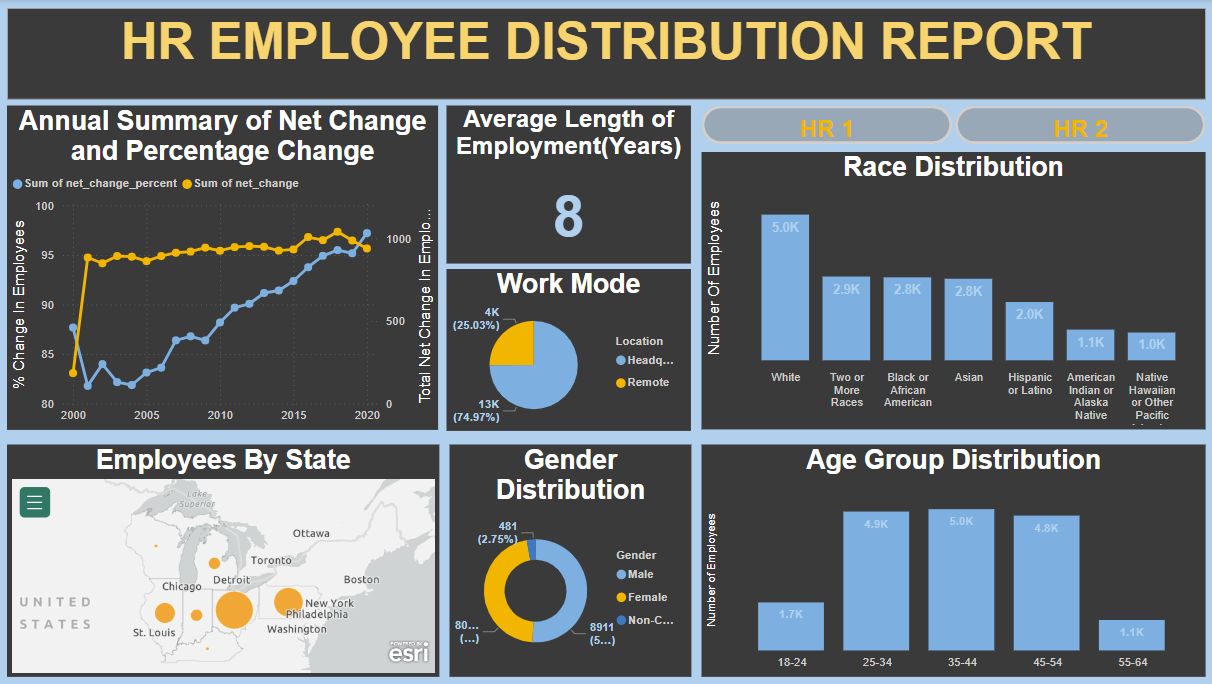 HR EMPLOYEE DISTRIBUTION REPORT
Annual Summary of Net Change
and Percentage Change
Sum of net_change_percent
Sum of net_change
% Change In Employees
100
95
90
85
80
Total Net Change In Emplo...
1000
500
0
2000
2005
2010
2015
2020
Average Length of
Employment(Years)
8
Work Mode
4K
(25.03%)
13K
(74.97%)
Location
Headq...
Remote
HR 1
HR 2
Race Distribution
Number Of Employees
5.0K
2.9K
2.8K
2.8K
2.0K
1.1K
1.0K
White
Two or
More
Races
Black or
African
American
Asian
Hispanic
or Latino
American
Indian or
Alaska
Native
Native
Hawaiian
or Other
Pacific
Employees By State
Lake
Superior
Ottawa
Toronto
Detroit
Chicago
Boston
New York
Philadelphia
Washington
St. Louis
UNITED
STATES
POWERED BY
esri
Gender
Distribution
481
(2.75%)
80...
(...)
8911
(5...)
Gender
Male
Female
Non-C...
Age Group Distribution
Number of Employees
1.7K
4.9K
5.0K
4.8K
1.1K
18-24
25-34
35-44
45-54
55-64